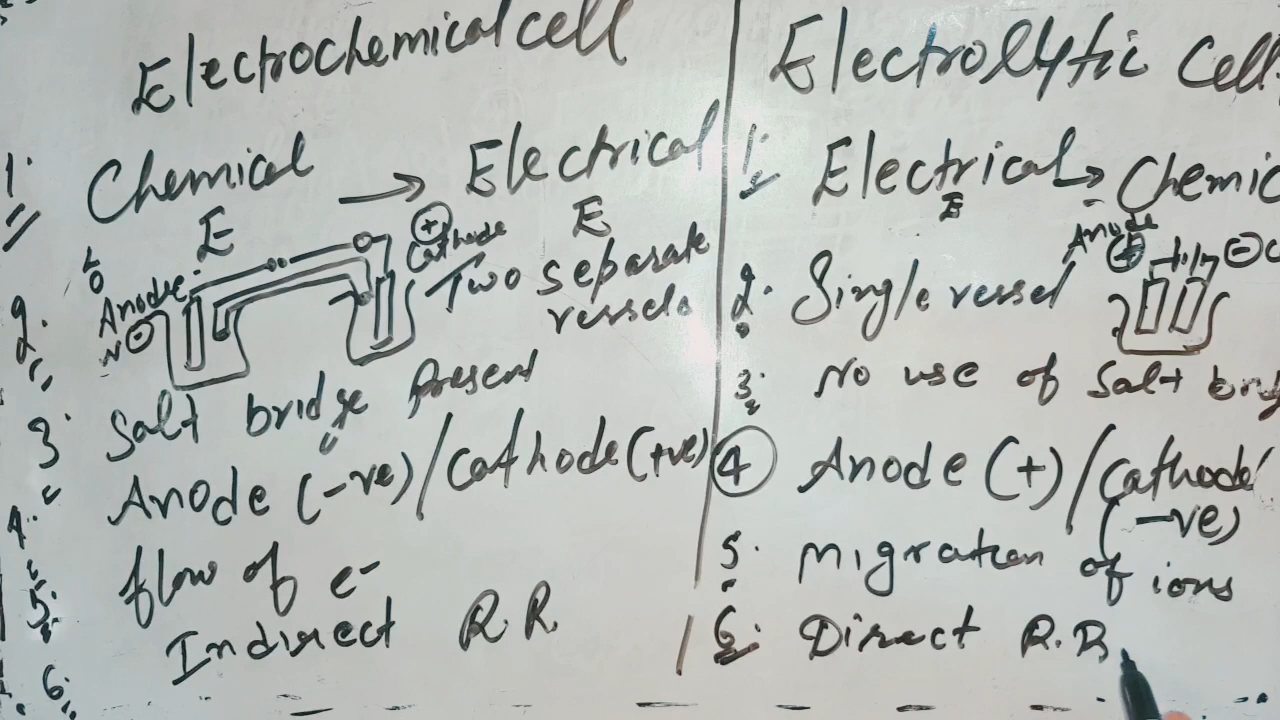 Electrochemical cell
1. Chemical E → Electrical E
Anode
⊖
⊕
Cathode
2. Two separate
vessels
3. Salt bridge Present
4. Anode (-ve)/Cathode (+ve)
5. flow of e-
6. Indirect R.R.
Electrolytic Cell
1. Electrical E → Chemic
Anode
⊕ ⊖ C
2. Single vessel
3. No use of Salt brid
④ Anode (+)/Cathode
(-ve)
5. Migration of ions
6. Direct R.R